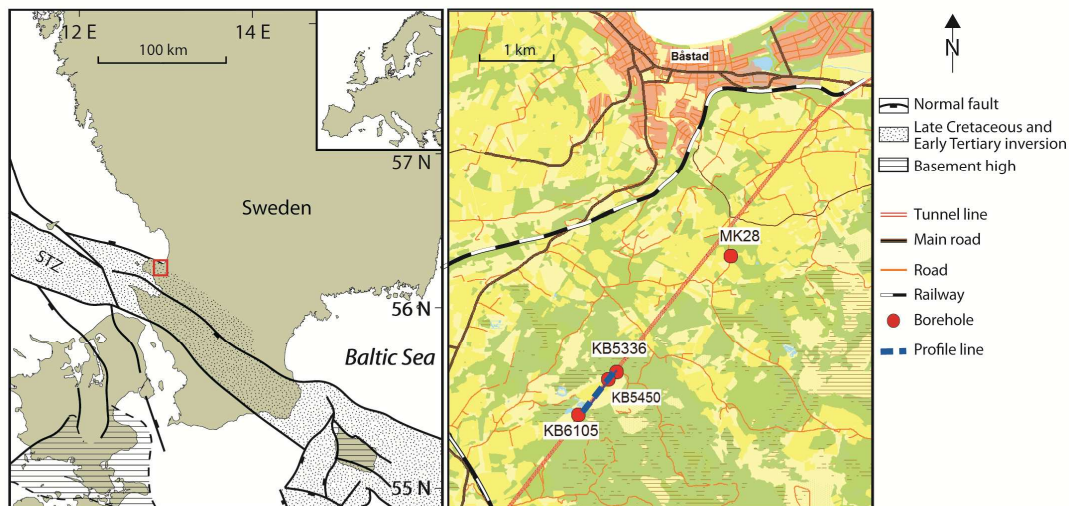 12 E
14 E
100 km
57 N
Sweden
STZ
56 N
Baltic Sea
55 N
1 km
Båstad
MK28
KB5336
KB5450
KB6105
N
Normal fault
Late Cretaceous and
Early Tertiary inversion
Basement high
Tunnel line
Main road
Road
Railway
Borehole
Profile line